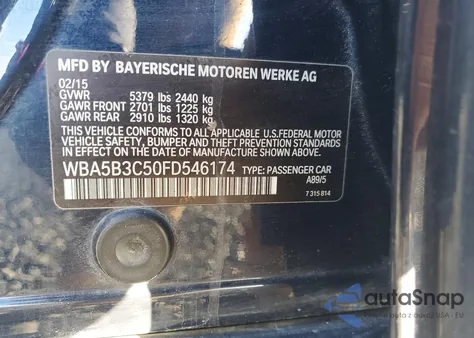 MFD BY BAYERISCHE MOTOREN WERKE AG
02/15
GVWR 5379 lbs 2440 kg
GAWR FRONT 2701 lbs 1225 kg
GAWR REAR 2910 lbs 1320 kg
THIS VEHICLE CONFORMS TO ALL APPLICABLE U.S.FEDERAL MOTOR
VEHICLE SAFETY, BUMPER AND THEFT PREVENTION STANDARDS
IN EFFECT ON THE DATE OF MANUFACTURE SHOWN ABOVE.
WBA5B3C50FD546174 TYPE: PASSENGER CAR
A89/5
7 315 814
autoSnap